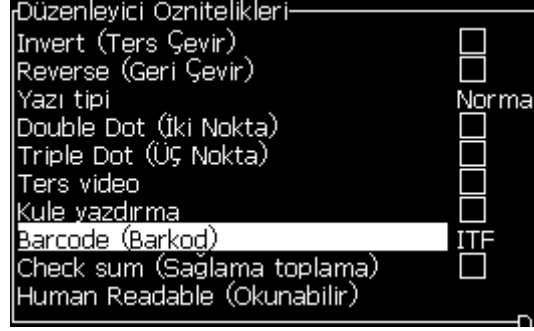 Düzenleyici Öznitelikleri
Invert (Ters Çevir)
Reverse (Geri Çevir)
Yazı tipi Norma
Double Dot (İki Nokta)
Triple Dot (Üç Nokta)
Ters video
Kule yazdırma
Barcode (Barkod) ITF
Check sum (Sağlama toplama)
Human Readable (Okunabilir)